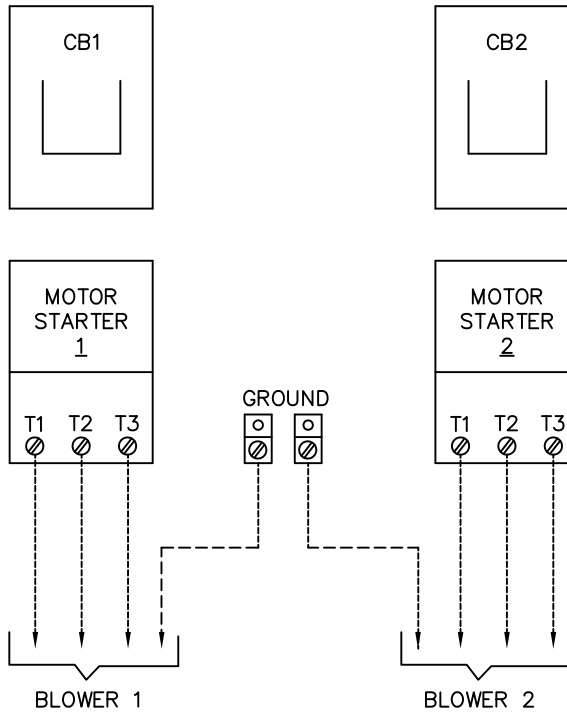 CB1
CB2
MOTOR
STARTER
1
MOTOR
STARTER
2
GROUND
T1 T2 T3
T1 T2 T3
BLOWER 1
BLOWER 2